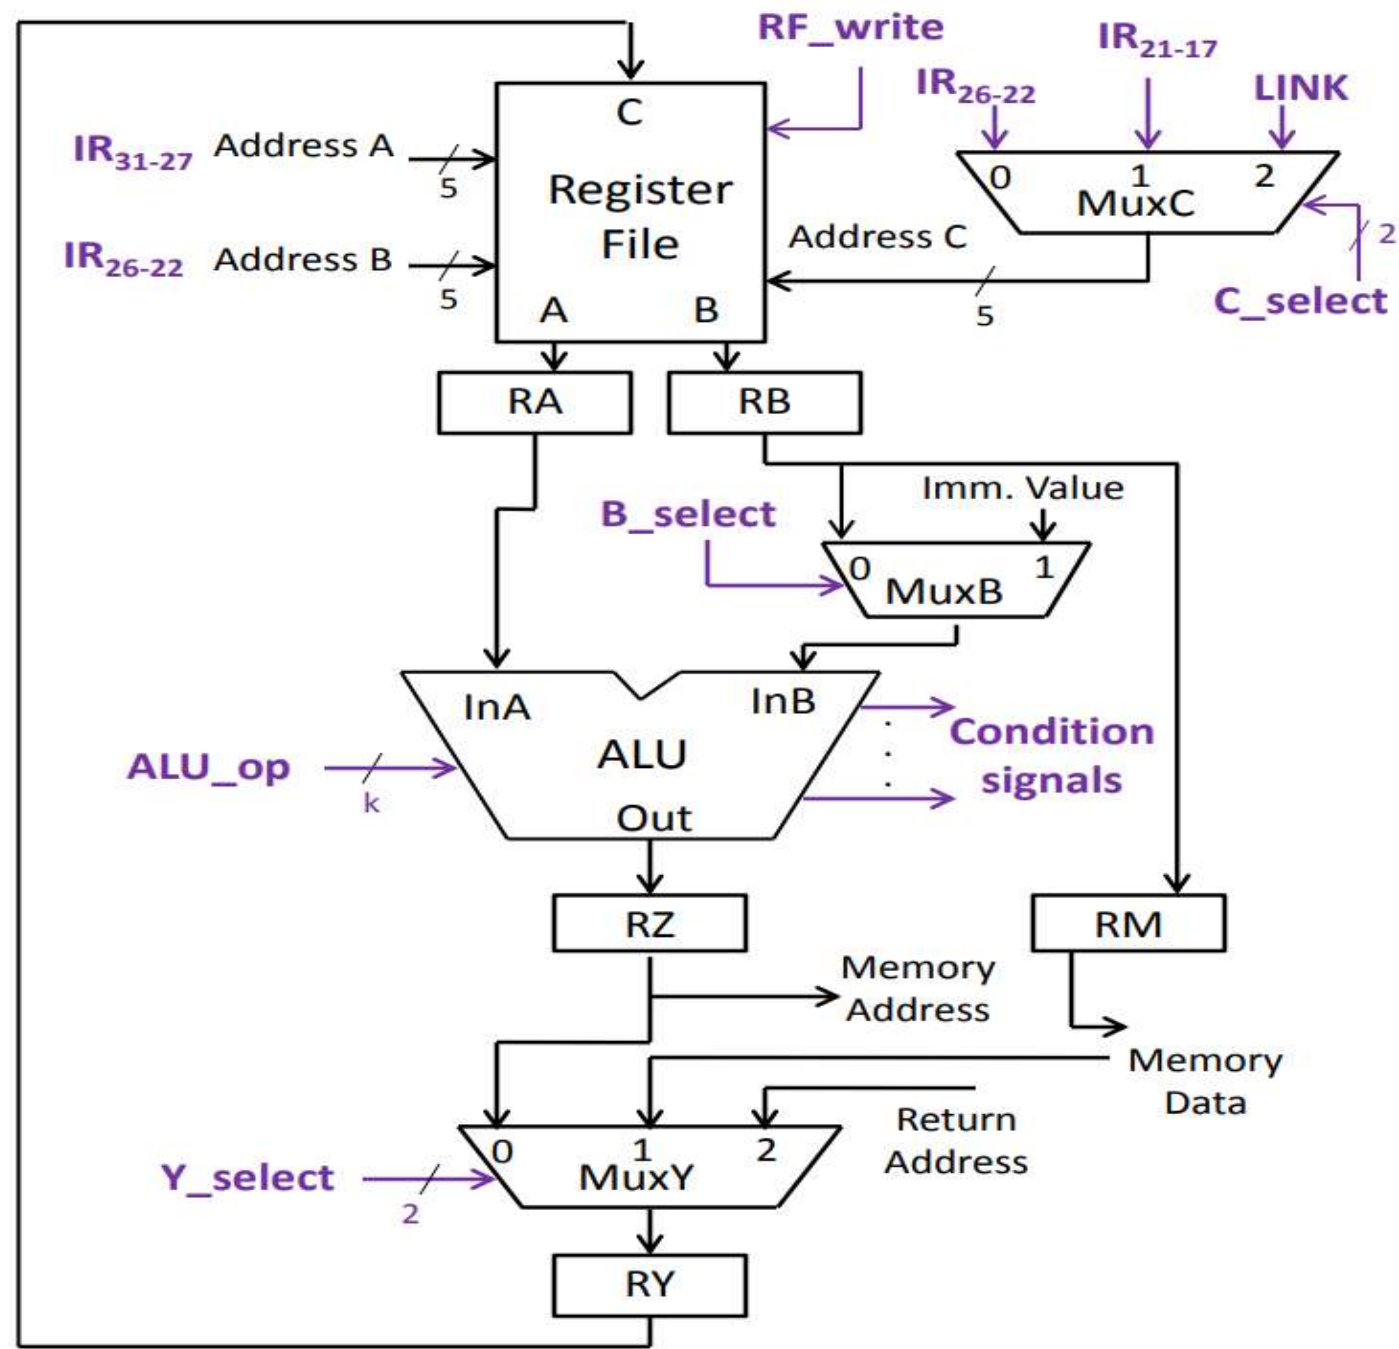 RF_write
IR21-17
IR26-22
LINK
C
IR31-27 Address A
5
0 1 2
MuxC
Register
File
Address C
2
IR26-22 Address B
5
C_select
5
A B
RA
RB
Imm. Value
B_select
0 1
MuxB
InA InB
Condition
signals
ALU
ALU_op
k
Out
RZ
RM
Memory
Address
Memory
Data
Return
Address
0 1 2
MuxY
Y_select
2
RY